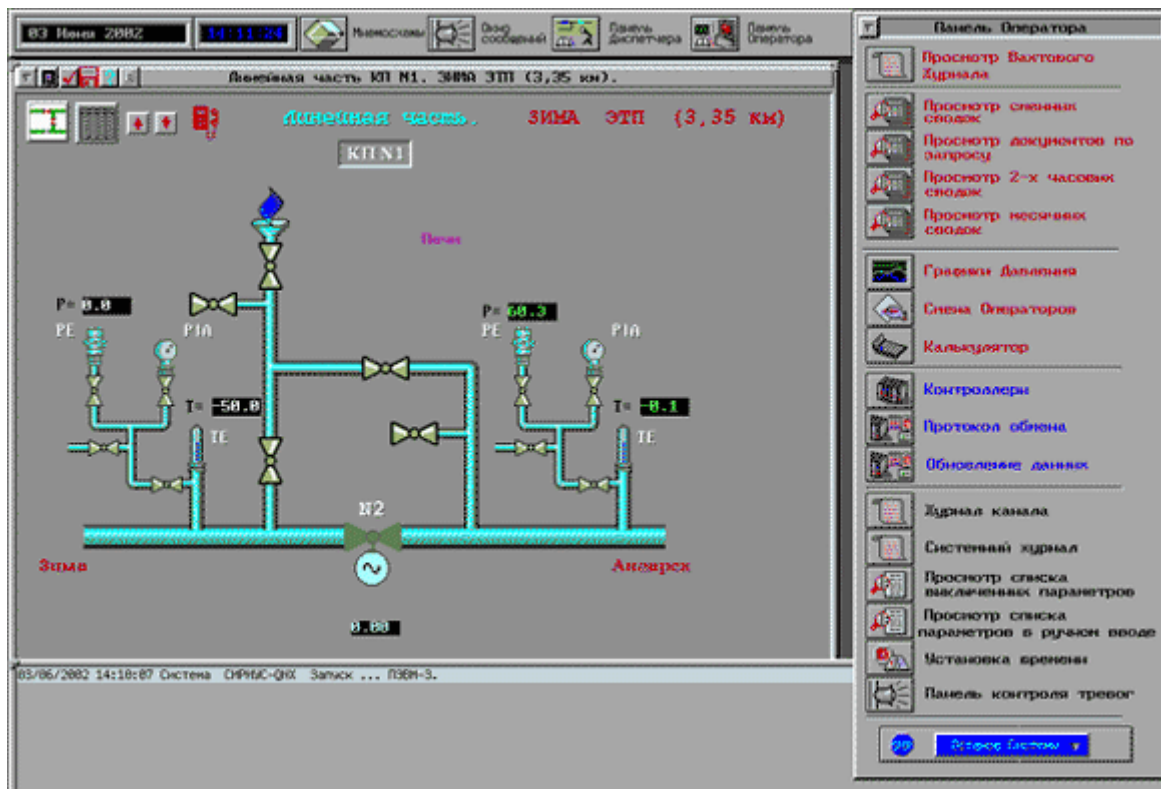 03 Июня 2002
14:11:24
Мнемосхемы
Окно
сообщений
Панель
диспетчера
Панель
Оператора
Линейная часть КП N1. ЗИМА ЭТП (3,35 км).
Линейная часть.
ЗИМА ЭТП (3,35 км)
КП N1
Печи
P= 0.0
PE
PIA
T= -50.0
TE
P= 60.3
PE
PIA
T= -0.1
TE
N2
Зима
Ангарск
0.00
03/06/2002 14:10:07 Система СИРИУС-QNX Запуск ... ПЭВМ-3.
Панель Оператора
Просмотр Вахтового
Журнала
Просмотр сменных
сводок
Просмотр документов по
запросу
Просмотр 2-х часовых
сводок
Просмотр месячных
сводок
Графики Давления
Смена Операторов
Калькулятор
Контроллеры
Протокол обмена
Обновление данных
Журнал канала
Системный журнал
Просмотр списка
выключенных параметров
Просмотр списка
параметров в ручном вводе
Установка времени
Панель контроля тревог
Останов Системы